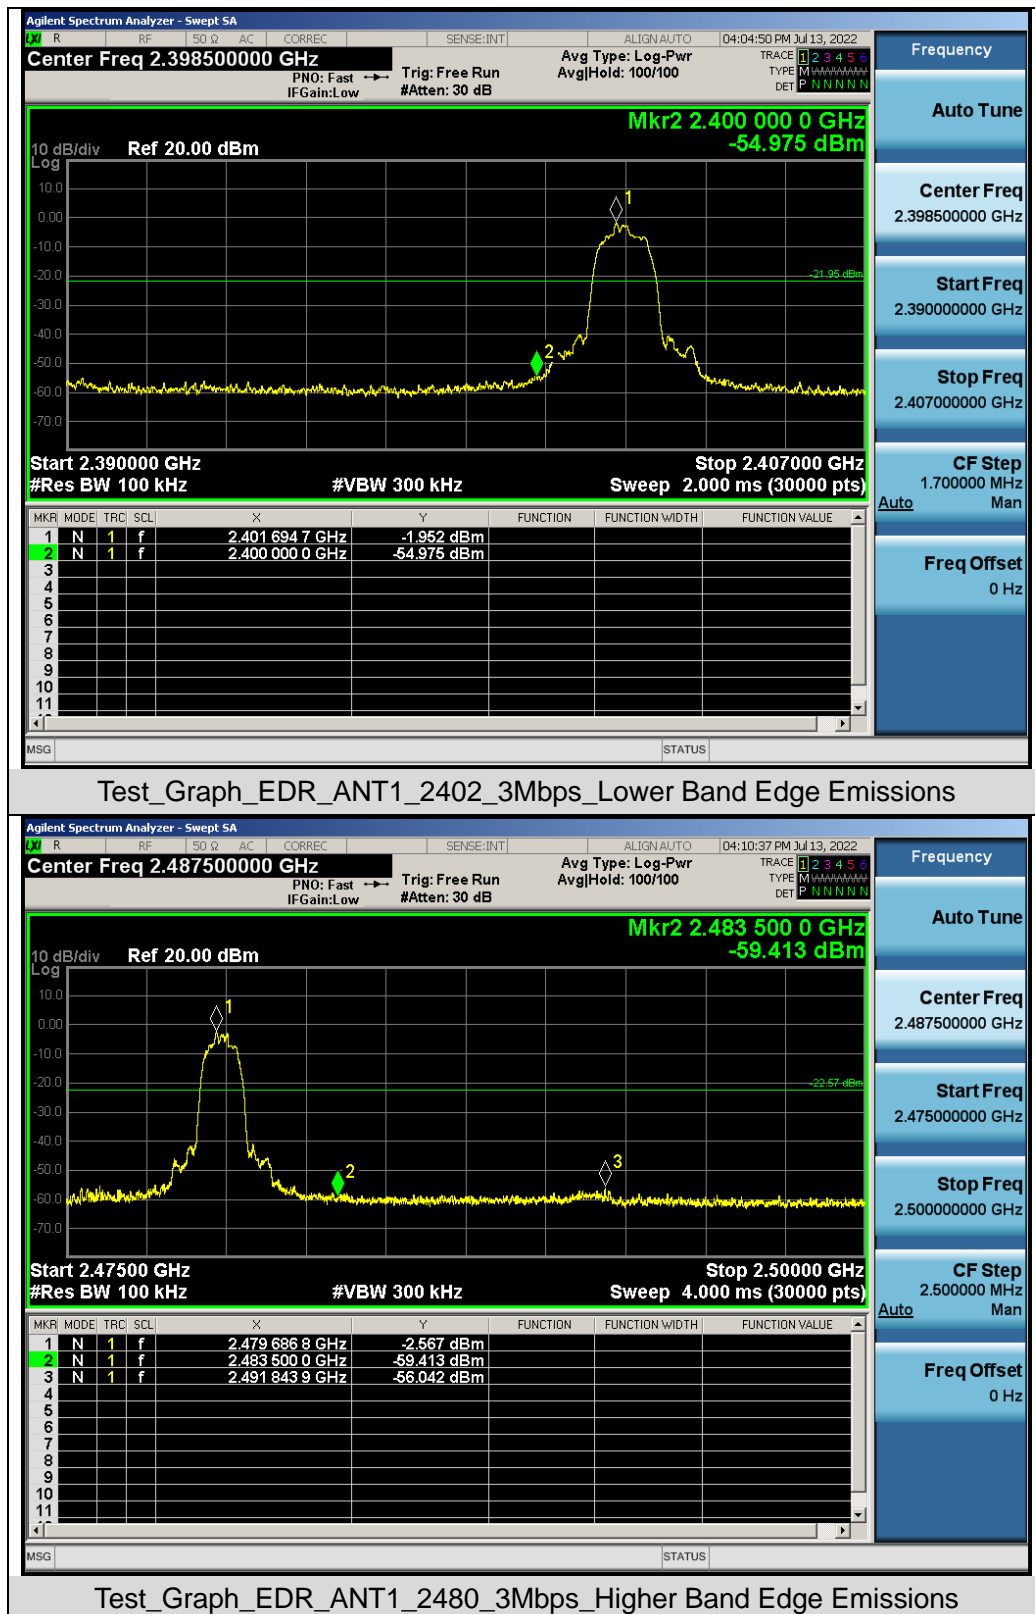 Agilent Spectrum Analyzer - Swept SA
LXI R RF 50 Ω AC CORREC SENSE:INT ALIGN AUTO 04:04:50 PM Jul 13, 2022
Center Freq 2.398500000 GHz
PNO: Fast
IFGain:Low
Trig: Free Run
#Atten: 30 dB
Avg Type: Log-Pwr
Avg|Hold: 100/100
TRACE 1 2 3 4 5 6
TYPE M
DET P N N N N N
Mkr2 2.400 000 0 GHz
-54.975 dBm
10 dB/div Ref 20.00 dBm
Log
10.0
0.00
-10.0
-20.0
-30.0
-40.0
-50.0
-60.0
-70.0
1
2
-21.95 dBm
Start 2.390000 GHz Stop 2.407000 GHz
#Res BW 100 kHz #VBW 300 kHz Sweep 2.000 ms (30000 pts)
MKR MODE TRC SCL X Y FUNCTION FUNCTION WIDTH FUNCTION VALUE
1 N 1 f 2.401 694 7 GHz -1.952 dBm
2 N 1 f 2.400 000 0 GHz -54.975 dBm
3
4
5
6
7
8
9
10
11
MSG STATUS
Frequency
Auto Tune
Center Freq
2.398500000 GHz
Start Freq
2.390000000 GHz
Stop Freq
2.407000000 GHz
CF Step
1.700000 MHz
Auto Man
Freq Offset
0 Hz
Test_Graph_EDR_ANT1_2402_3Mbps_Lower Band Edge Emissions
Agilent Spectrum Analyzer - Swept SA
LXI R RF 50 Ω AC CORREC SENSE:INT ALIGN AUTO 04:10:37 PM Jul 13, 2022
Center Freq 2.487500000 GHz
PNO: Fast
IFGain:Low
Trig: Free Run
#Atten: 30 dB
Avg Type: Log-Pwr
Avg|Hold: 100/100
TRACE 1 2 3 4 5 6
TYPE M
DET P N N N N N
Mkr2 2.483 500 0 GHz
-59.413 dBm
10 dB/div Ref 20.00 dBm
Log
10.0
0.00
-10.0
-20.0
-30.0
-40.0
-50.0
-60.0
-70.0
1
2
3
-22.57 dBm
Start 2.47500 GHz Stop 2.50000 GHz
#Res BW 100 kHz #VBW 300 kHz Sweep 4.000 ms (30000 pts)
MKR MODE TRC SCL X Y FUNCTION FUNCTION WIDTH FUNCTION VALUE
1 N 1 f 2.479 686 8 GHz -2.567 dBm
2 N 1 f 2.483 500 0 GHz -59.413 dBm
3 N 1 f 2.491 843 9 GHz -56.042 dBm
4
5
6
7
8
9
10
11
MSG STATUS
Frequency
Auto Tune
Center Freq
2.487500000 GHz
Start Freq
2.475000000 GHz
Stop Freq
2.500000000 GHz
CF Step
2.500000 MHz
Auto Man
Freq Offset
0 Hz
Test_Graph_EDR_ANT1_2480_3Mbps_Higher Band Edge Emissions